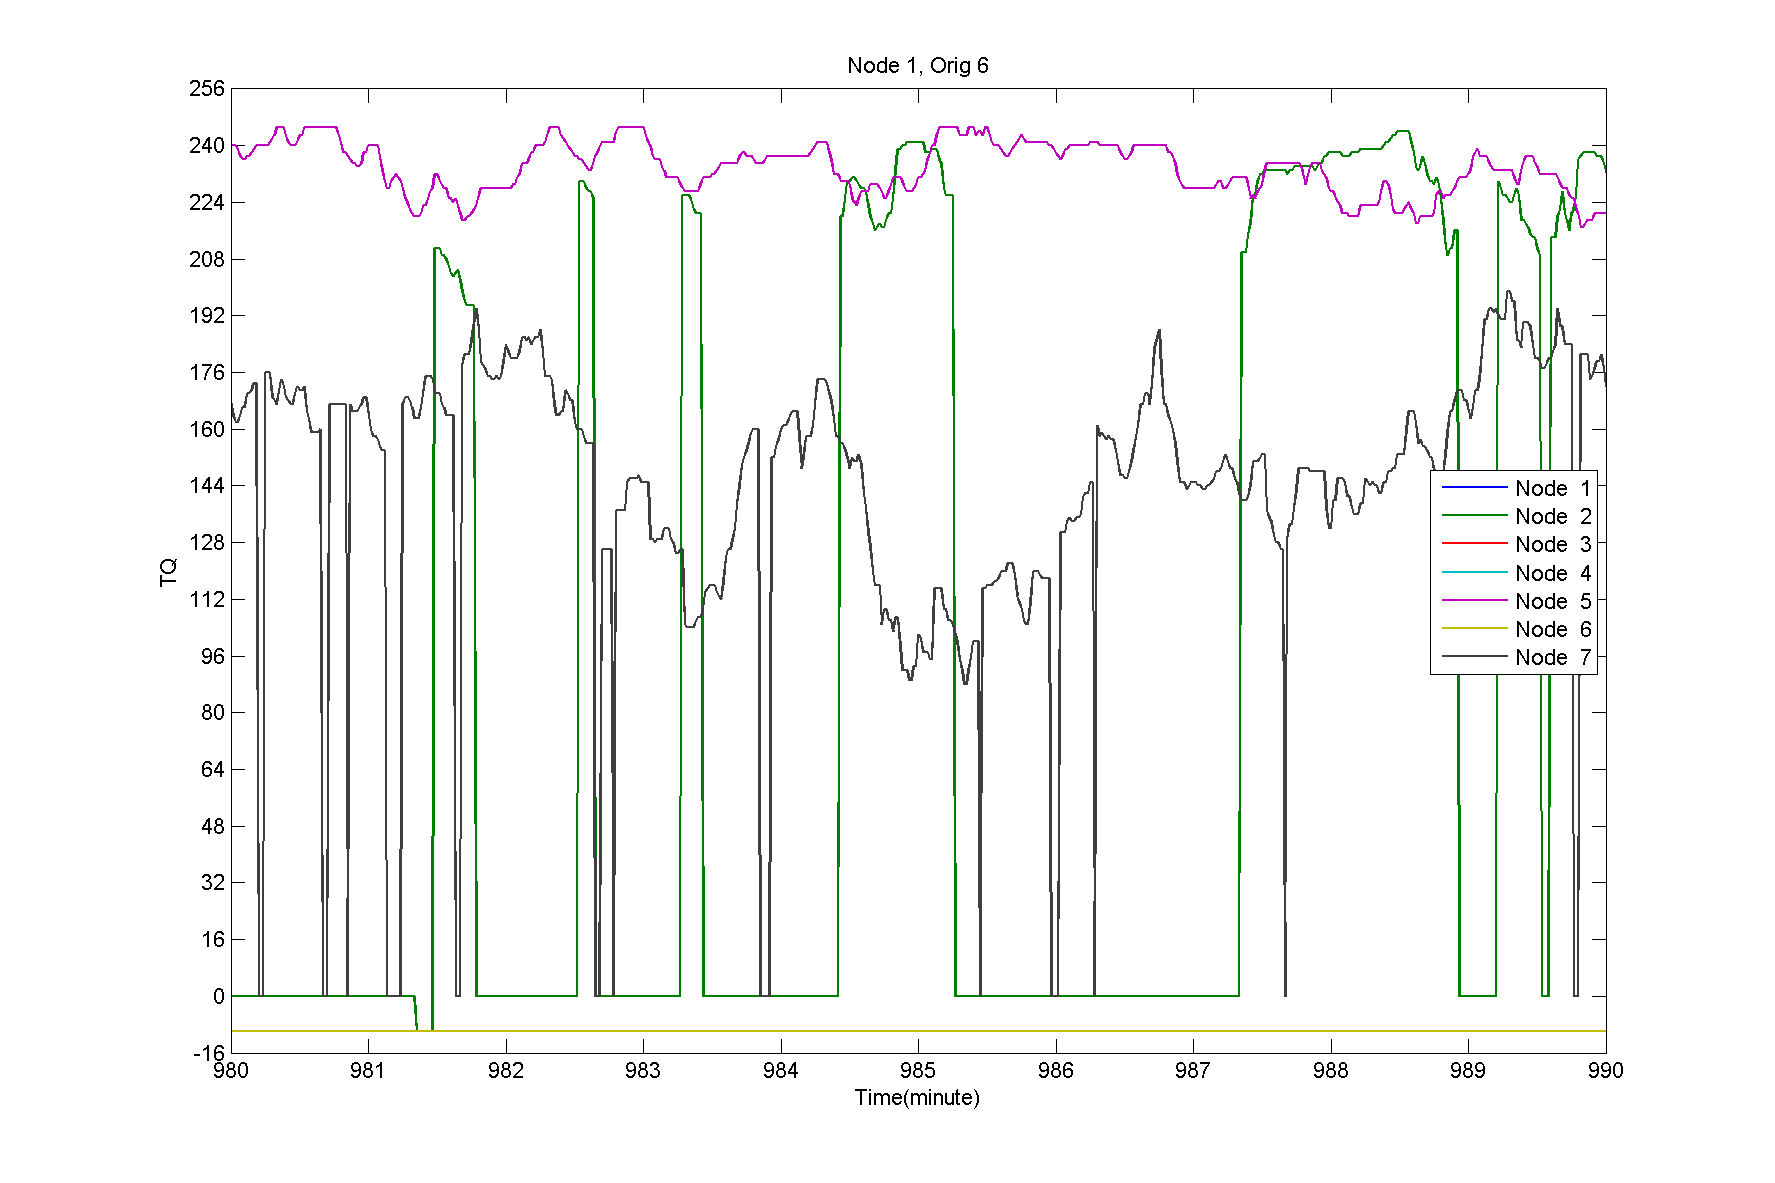 Node 1, Orig 6
256
240
224
208
192
176
160
144
128
112
96
80
64
48
32
16
0
-16
TQ
Node 1
Node 2
Node 3
Node 4
Node 5
Node 6
Node 7
980 981 982 983 984 985 986 987 988 989 990
Time(minute)